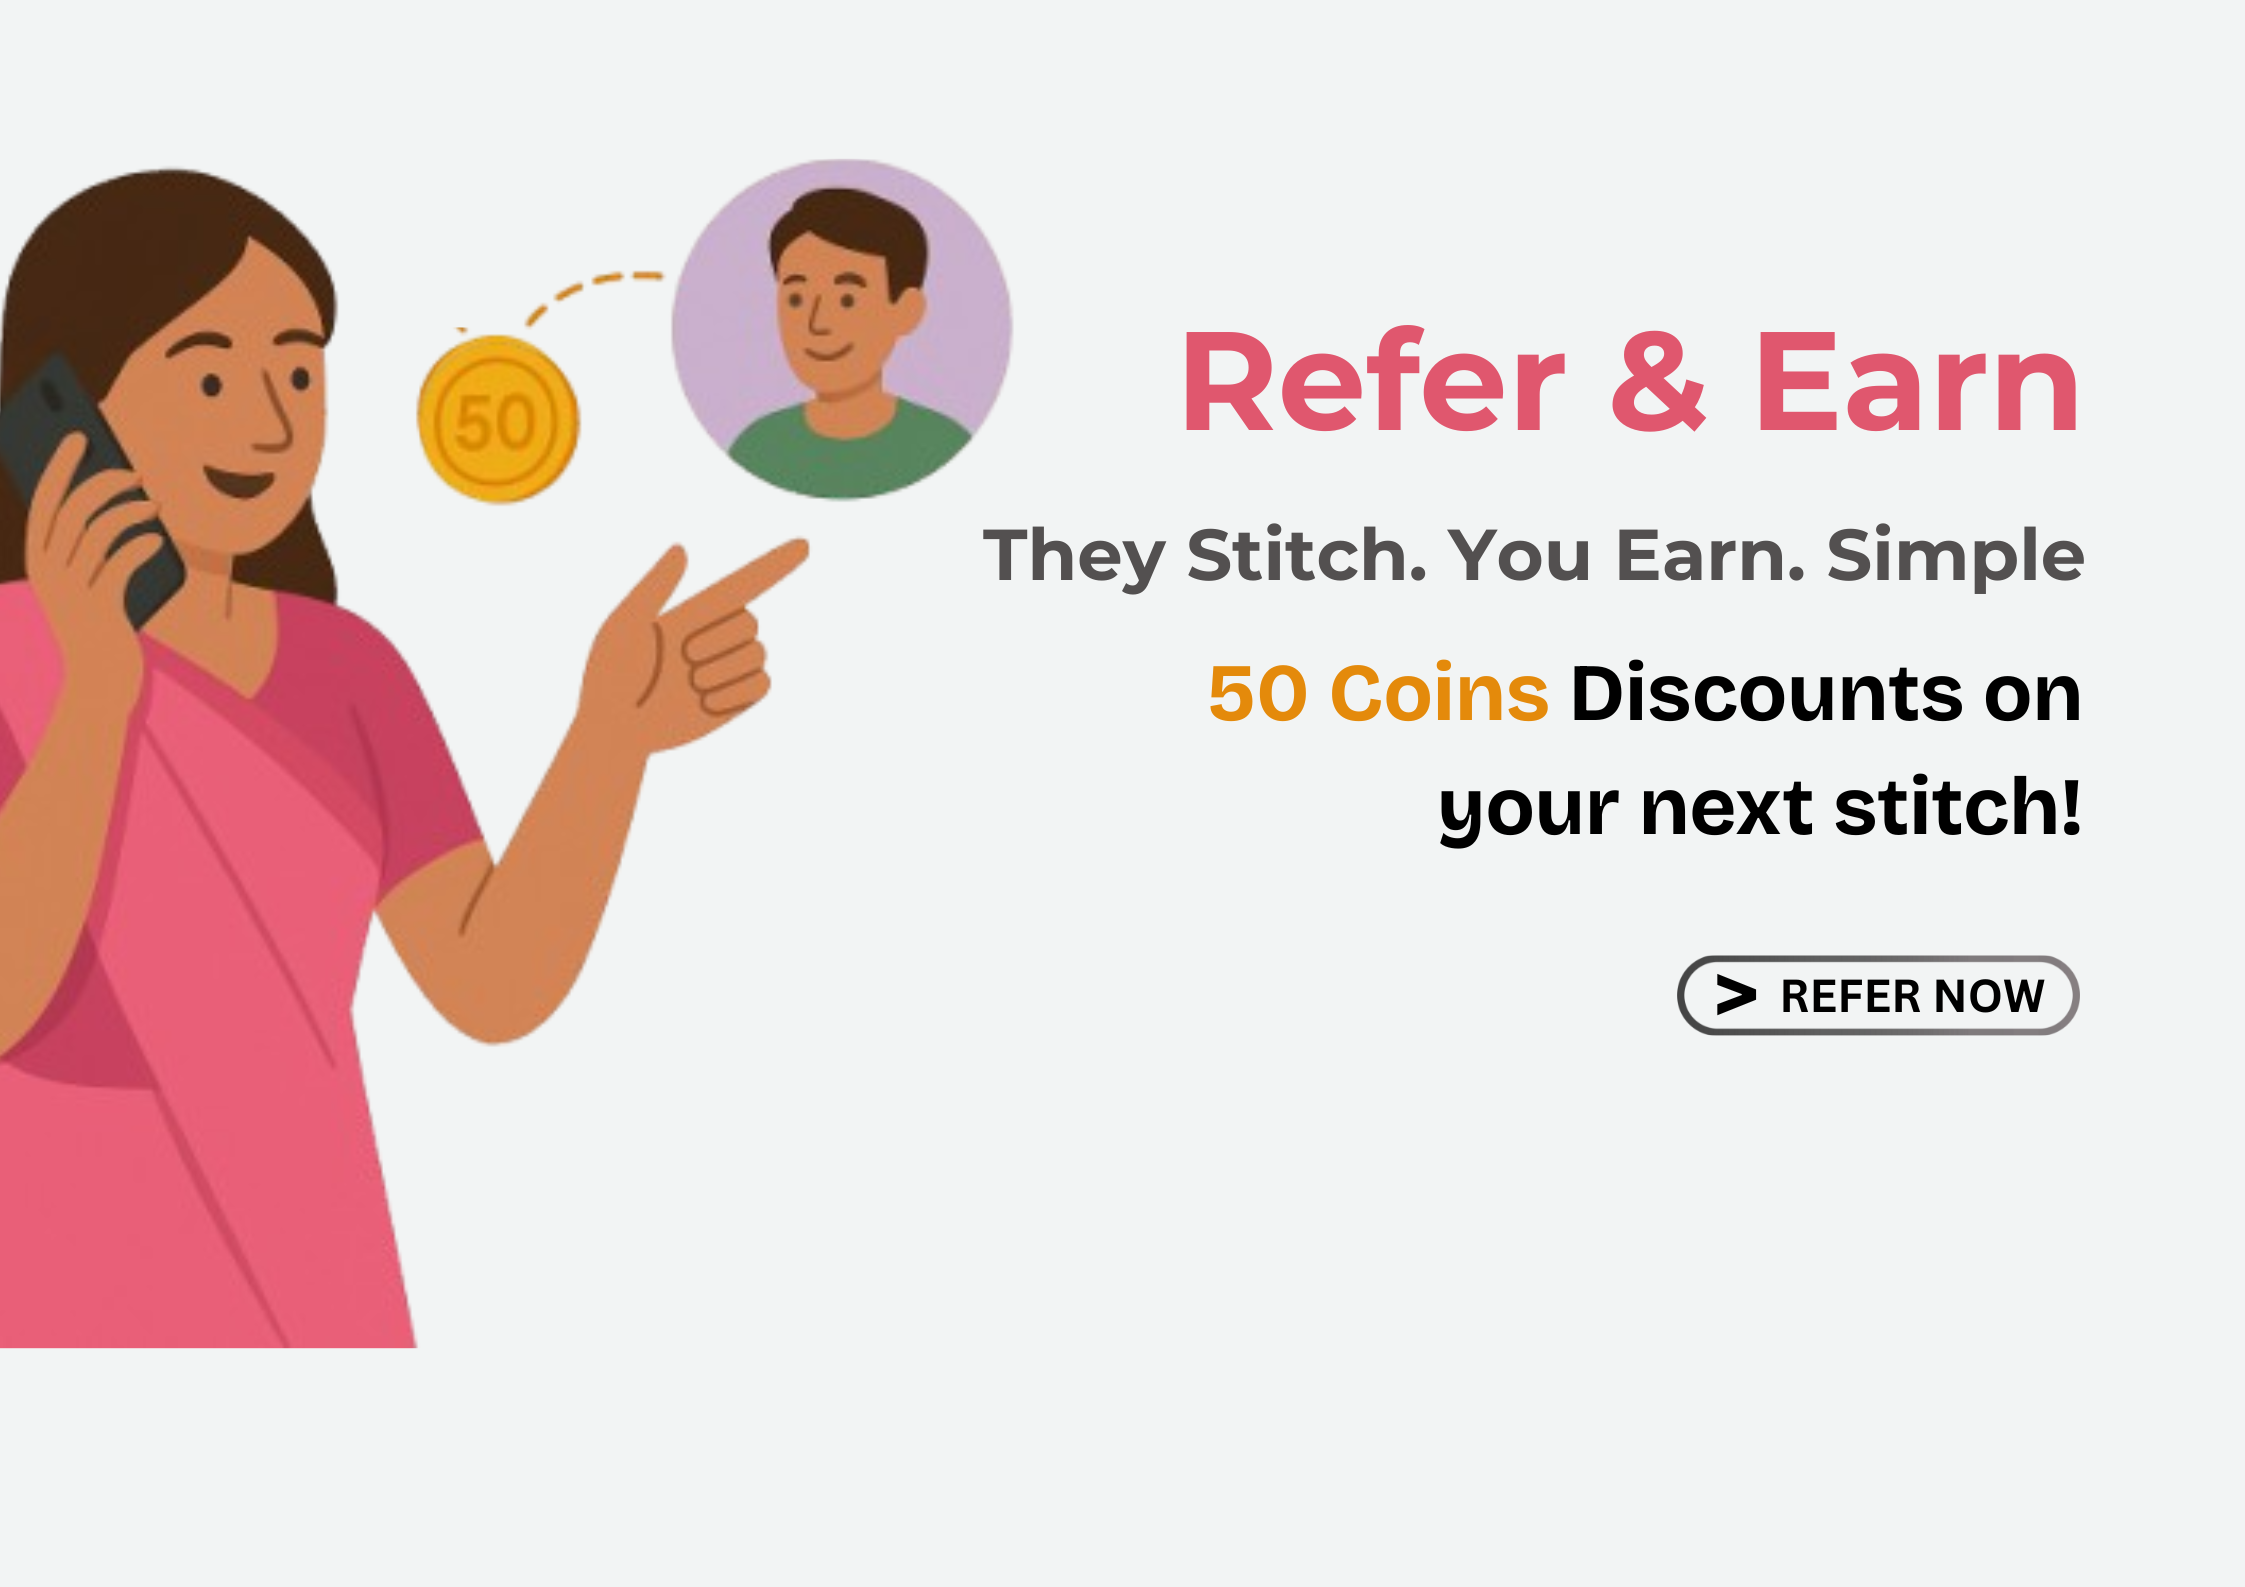 50
Refer & Earn
They Stitch. You Earn. Simple
50 Coins Discounts on
your next stitch!
> REFER NOW